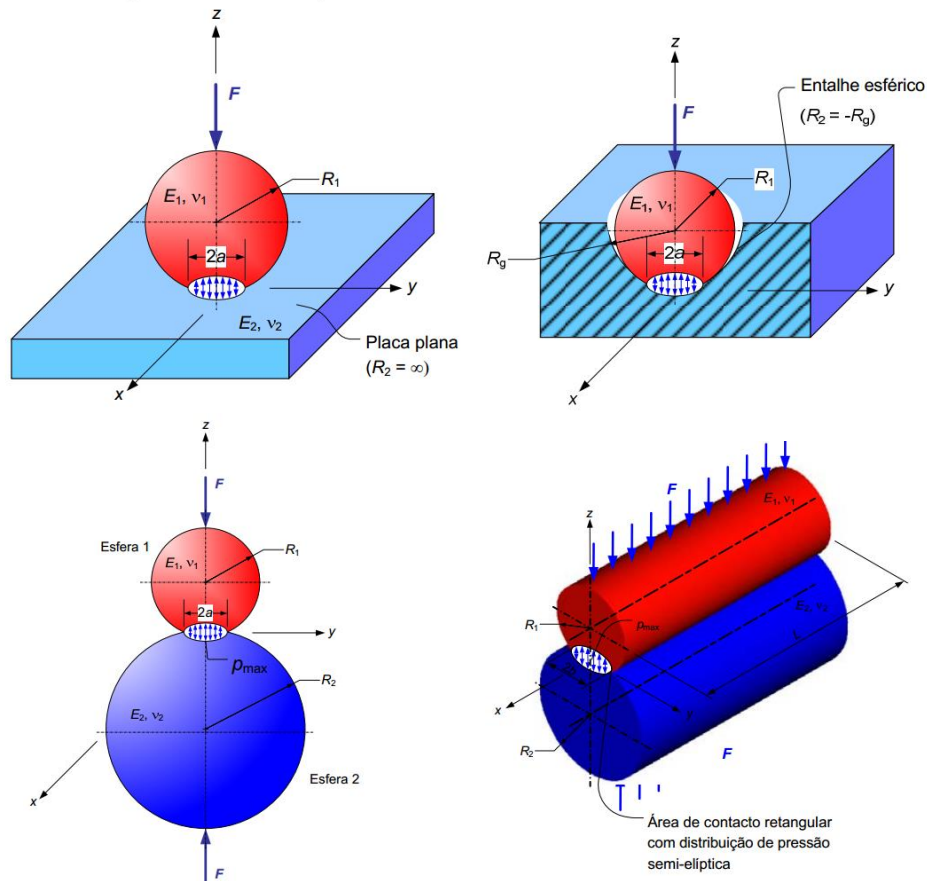 z
F
R1
E1, ν1
2a
y
E2, ν2
Placa plana
(R2 = ∞)
x
z
F
Entalhe esférico
(R2 = -Rg)
R1
E1, ν1
Rg
2a
y
x
z
F
Esfera 1
R1
E1, ν1
2a
y
pmax
R2
E2, ν2
x
Esfera 2
F
F
E1, ν1
z
R1
E2, ν2
pmax
L
x
y
R2
F
Área de contacto retangular
com distribuição de pressão
semi-elíptica